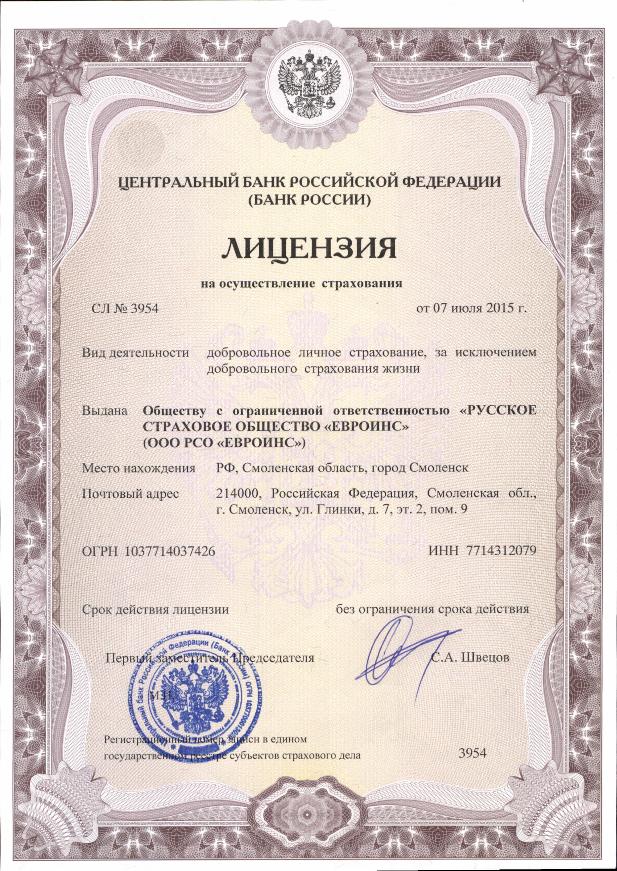 ЦЕНТРАЛЬНЫЙ БАНК РОССИЙСКОЙ ФЕДЕРАЦИИ
(БАНК РОССИИ)
ЛИЦЕНЗИЯ
на осуществление страхования
СЛ № 3954 от 07 июля 2015 г.
Вид деятельности добровольное личное страхование, за исключением
добровольного страхования жизни
Выдана Обществу с ограниченной ответственностью «РУССКОЕ
СТРАХОВОЕ ОБЩЕСТВО «ЕВРОИНС»
(ООО РСО «ЕВРОИНС»)
Место нахождения РФ, Смоленская область, город Смоленск
Почтовый адрес 214000, Российская Федерация, Смоленская обл.,
г. Смоленск, ул. Глинки, д. 7, эт. 2, пом. 9
ОГРН 1037714037426 ИНН 7714312079
Срок действия лицензии без ограничения срока действия
Первый заместитель Председателя С.А. Швецов
М.П.
Центральный банк Российской Федерации (Банк России)
Регистрационный номер записи в едином
государственном реестре субъектов страхового дела 3954